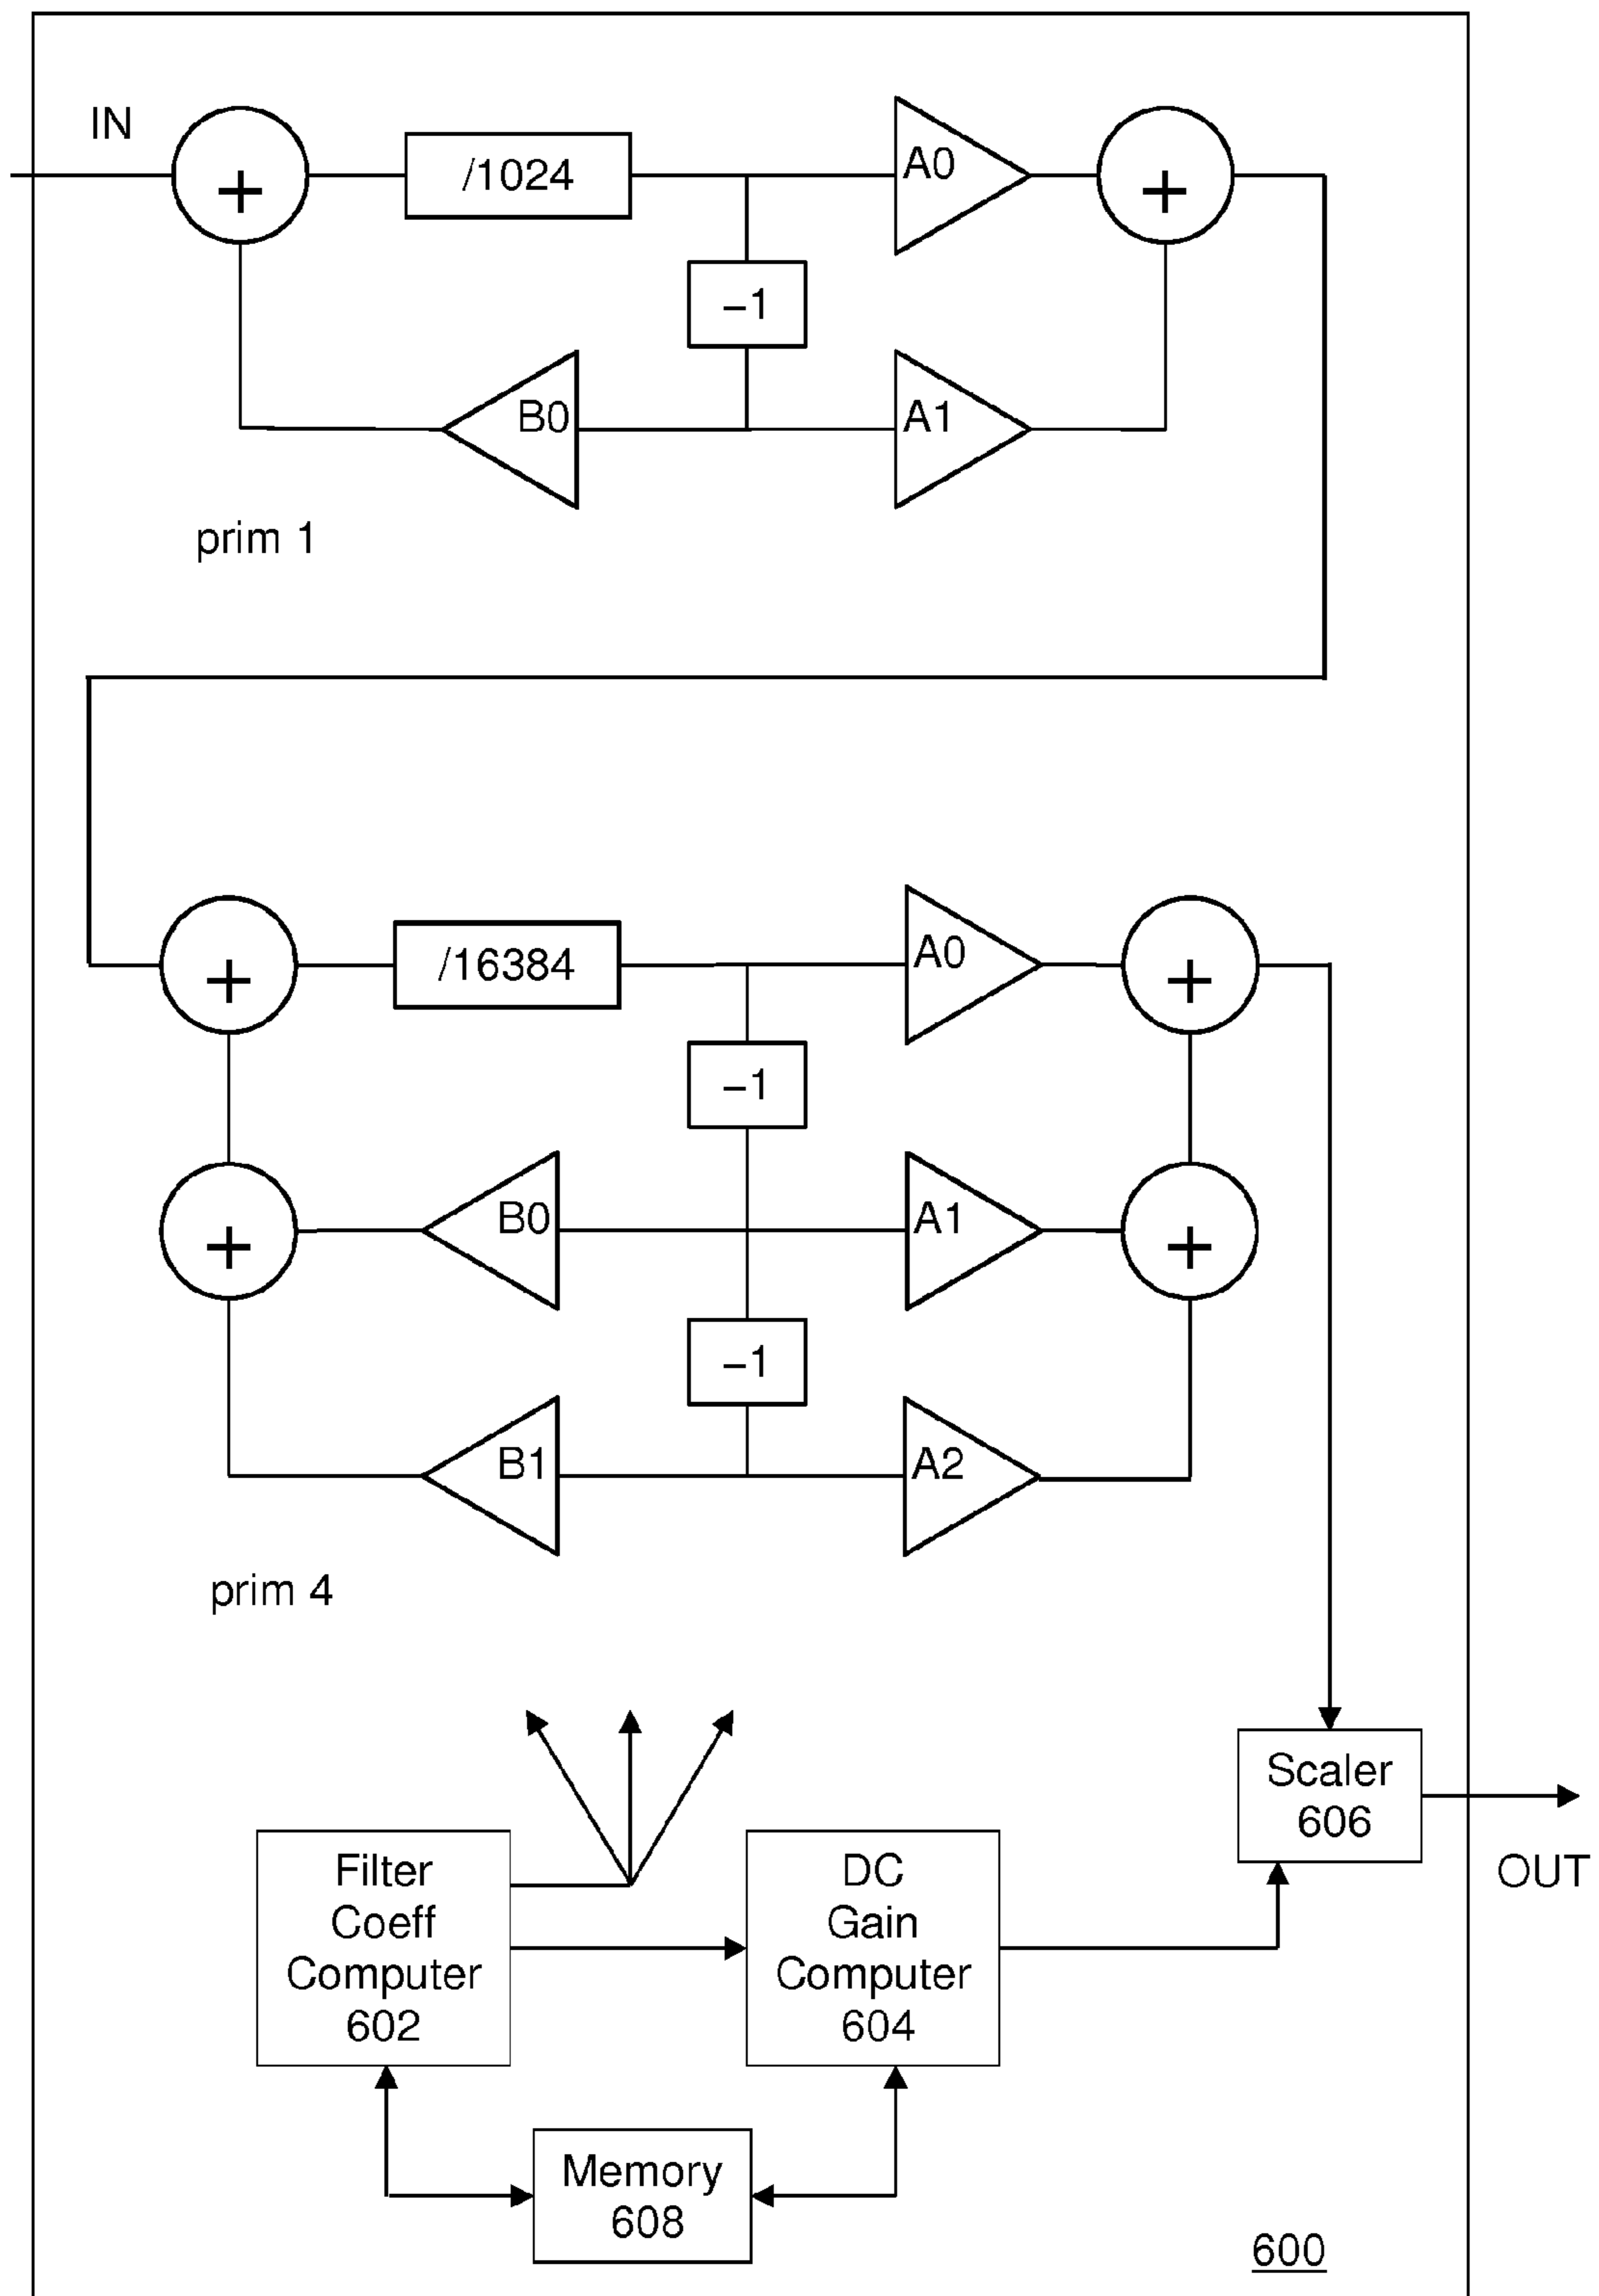 IN
+
/1024
A0
+
–1
B0
A1
prim 1
+
/16384
A0
+
–1
+
B0
A1
+
–1
B1
A2
prim 4
Scaler
606
OUT
Filter
Coeff
Computer
602
DC
Gain
Computer
604
Memory
608
600